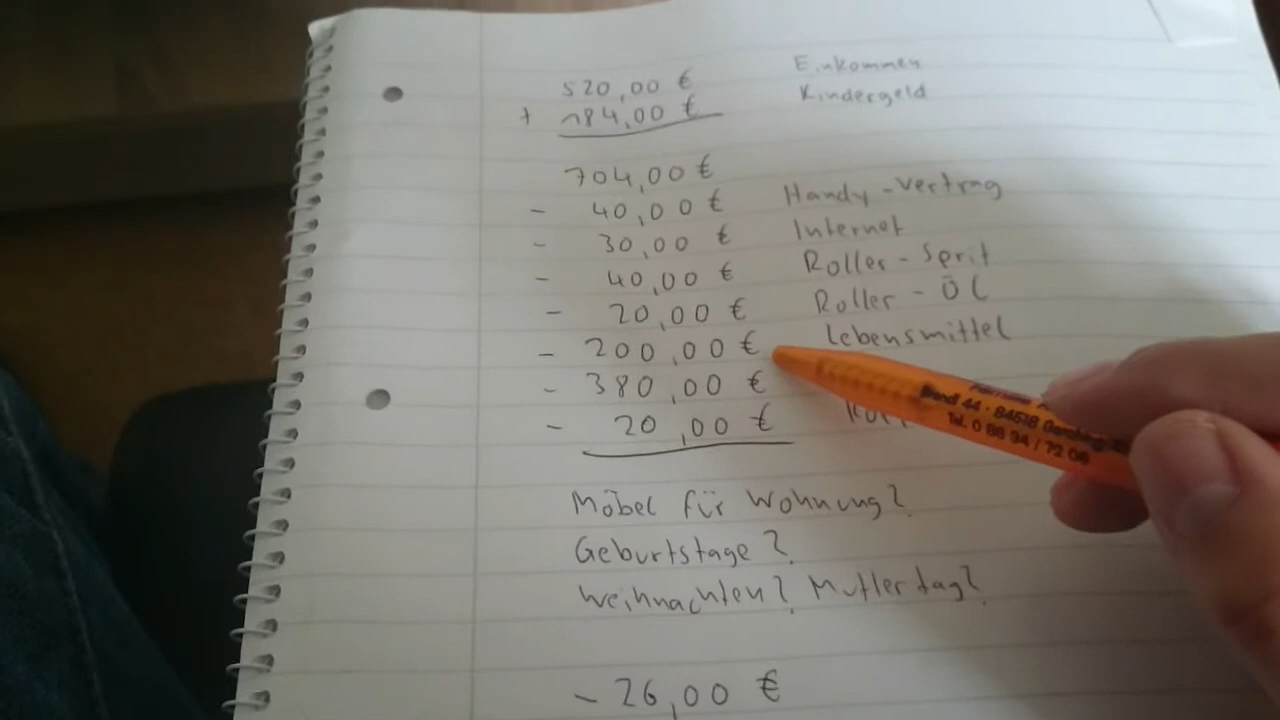 520,00 € Einkommen
+ 184,00 € Kindergeld
704,00 €
- 40,00 € Handy-Vertrag
- 30,00 € Internet
- 40,00 € Roller-Sprit
- 20,00 € Roller-Öl
- 200,00 € Lebensmittel
- 380,00 €
- 20,00 €
Möbel für Wohnung?
Geburtstage?
Weihnachten? Muttertag?
- 26,00 €